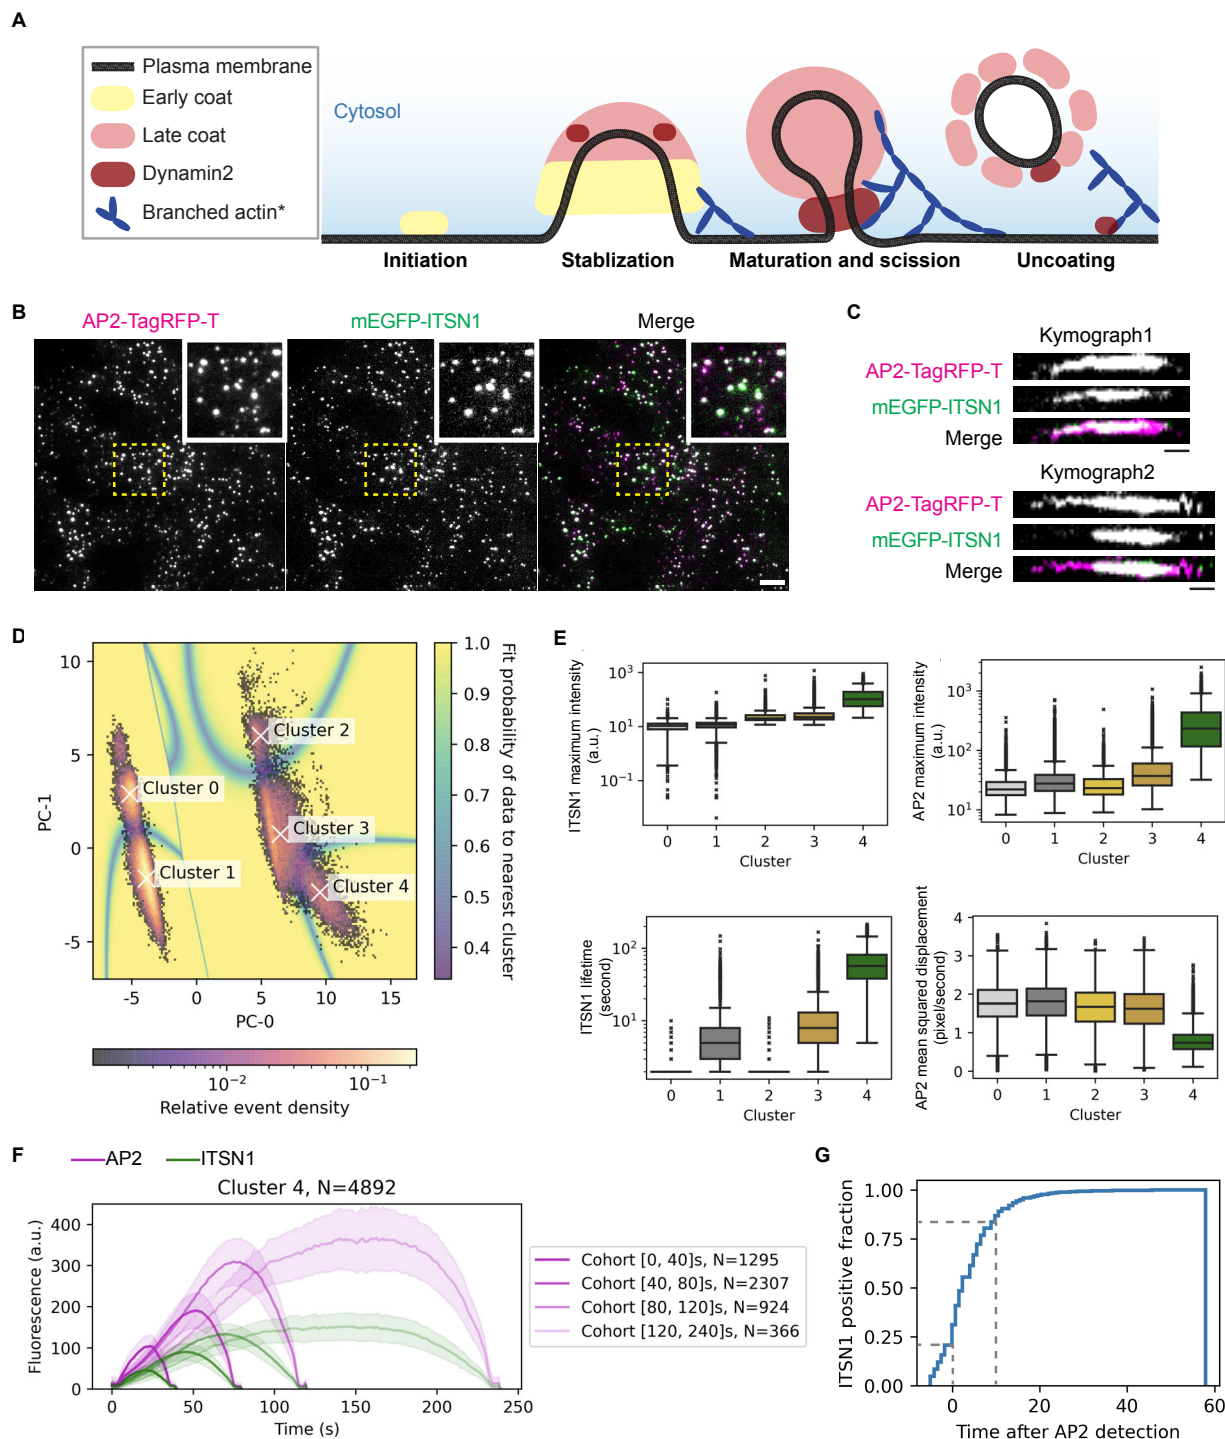 A
Plasma membrane
Early coat
Late coat
Dynamin2
Branched actin*
Cytosol
Initiation
Stablization
Maturation and scission
Uncoating
B
AP2-TagRFP-T
mEGFP-ITSN1
Merge
C
Kymograph1
AP2-TagRFP-T
mEGFP-ITSN1
Merge
Kymograph2
AP2-TagRFP-T
mEGFP-ITSN1
Merge
D
10
5
0
-5
PC-1
-5
0
5
10
15
PC-0
Cluster 0
Cluster 1
Cluster 2
Cluster 3
Cluster 4
1.0
0.9
0.8
0.7
0.6
0.5
0.4
Fit probability of data to nearest cluster
10⁻²
10⁻¹
Relative event density
E
ITSN1 maximum intensity
(a.u.)
10³
10¹
10⁻¹
0 1 2 3 4
Cluster
AP2 maximum intensity
(a.u.)
10³
10²
10¹
0 1 2 3 4
Cluster
ITSN1 lifetime
(second)
10²
10¹
0 1 2 3 4
Cluster
AP2 mean squared displacement
(pixel/second)
4
3
2
1
0
0 1 2 3 4
Cluster
F
AP2
ITSN1
Cluster 4, N=4892
Fluorescence (a.u.)
400
300
200
100
0
0 50 100 150 200 250
Time (s)
Cohort [0, 40]s, N=1295
Cohort [40, 80]s, N=2307
Cohort [80, 120]s, N=924
Cohort [120, 240]s, N=366
G
ITSN1 positive fraction
1.00
0.75
0.50
0.25
0.00
0 20 40 60
Time after AP2 detection